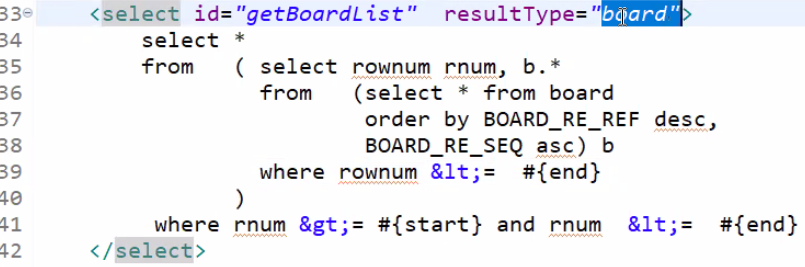 33 <select id="getBoardList" resultType="board">
34 select *
35 from ( select rownum rnum, b.*
36 from (select * from board
37 order by BOARD_RE_REF desc,
38 BOARD_RE_SEQ asc) b
39 where rownum &lt;= #{end}
40 )
41 where rnum &gt;= #{start} and rnum &lt;= #{end}
42 </select>